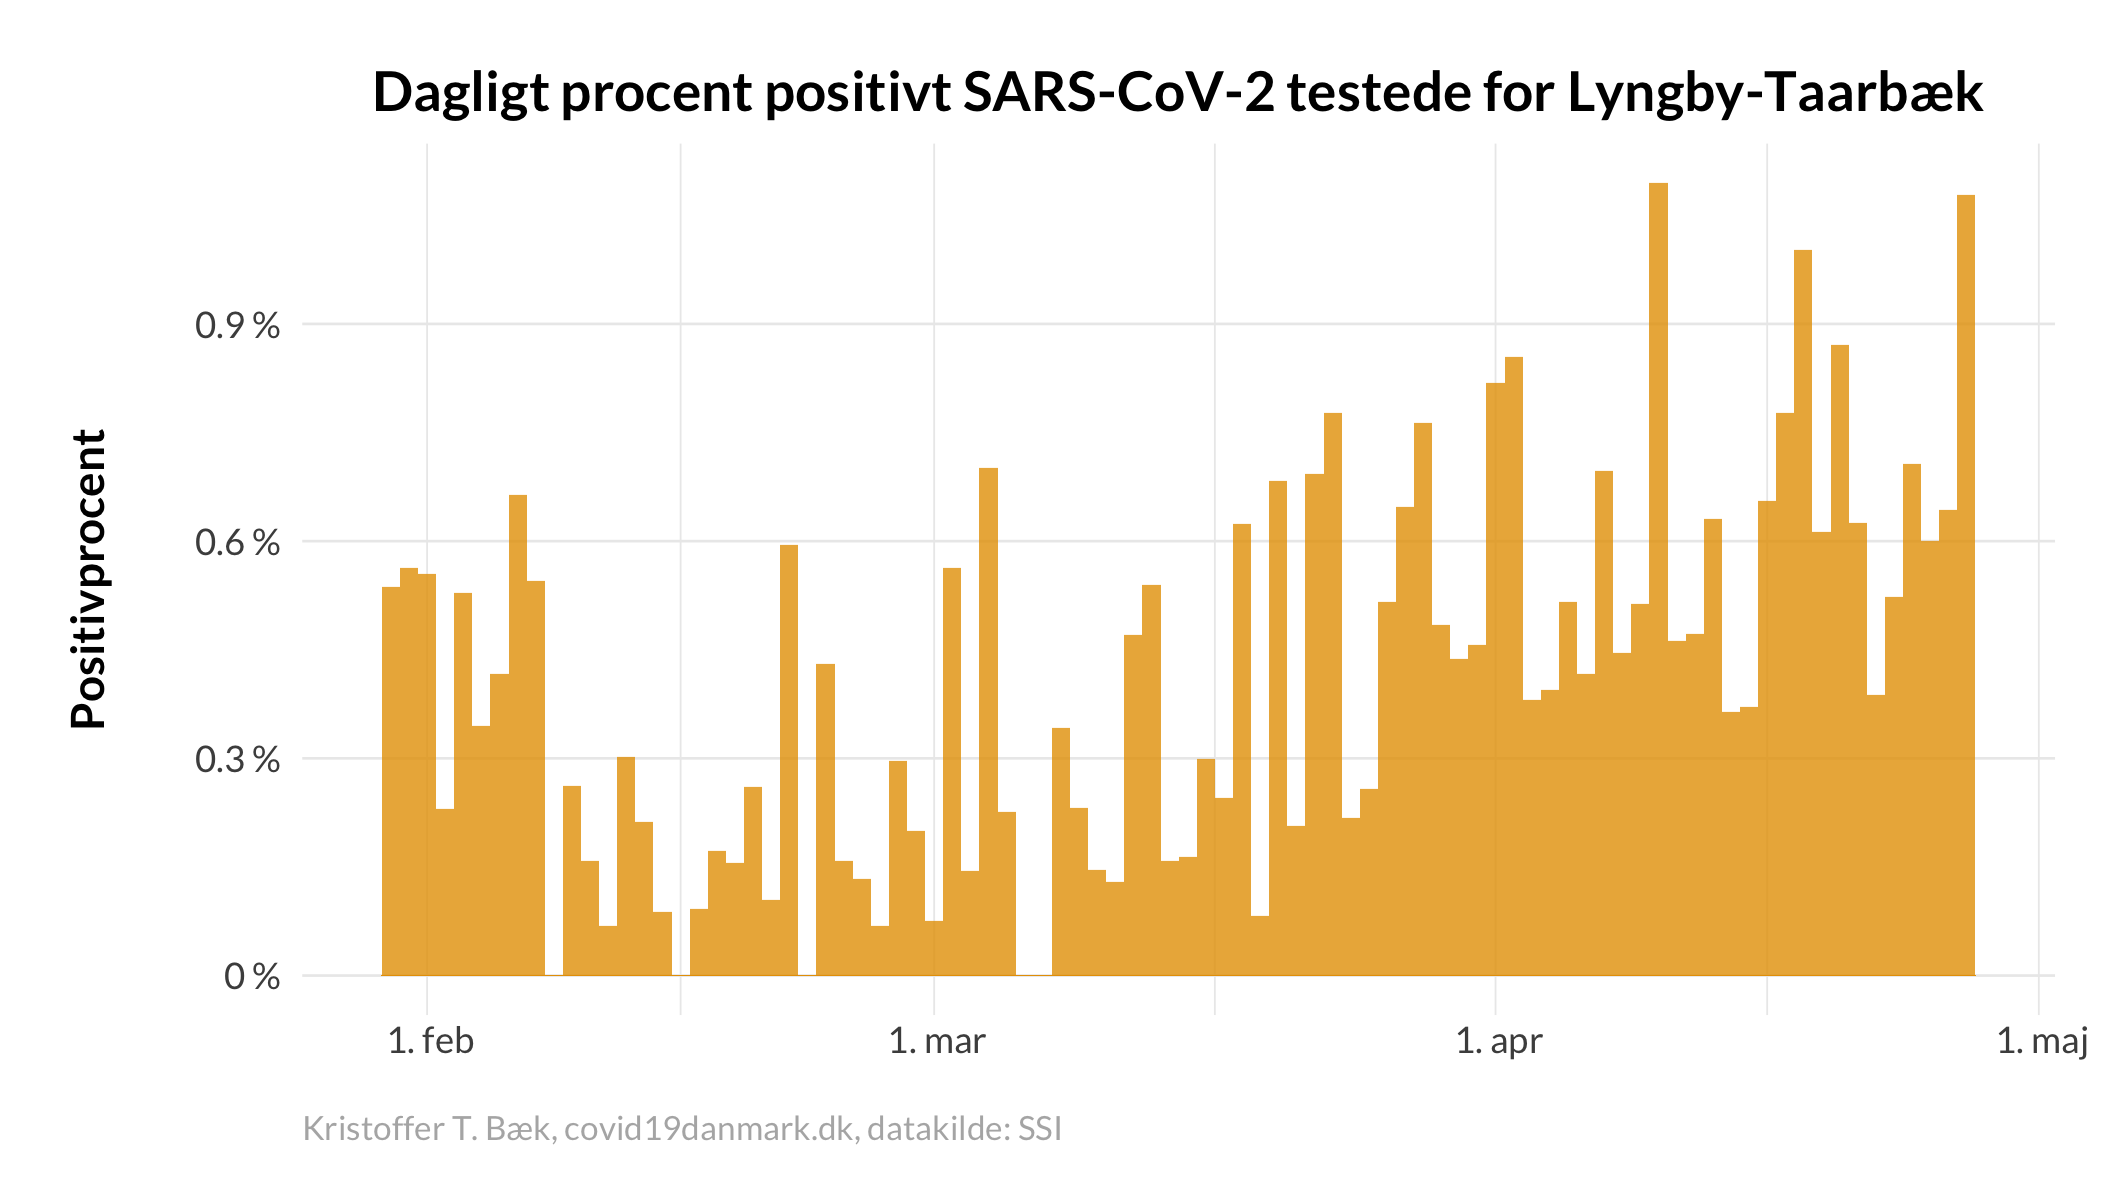 Dagligt procent positivt SARS-CoV-2 testede for Lyngby-Taarbæk
Positivprocent
0.9 %
0.6 %
0.3 %
0 %
1. feb
1. mar
1. apr
1. maj
Kristoffer T. Bæk, covid19danmark.dk, datakilde: SSI